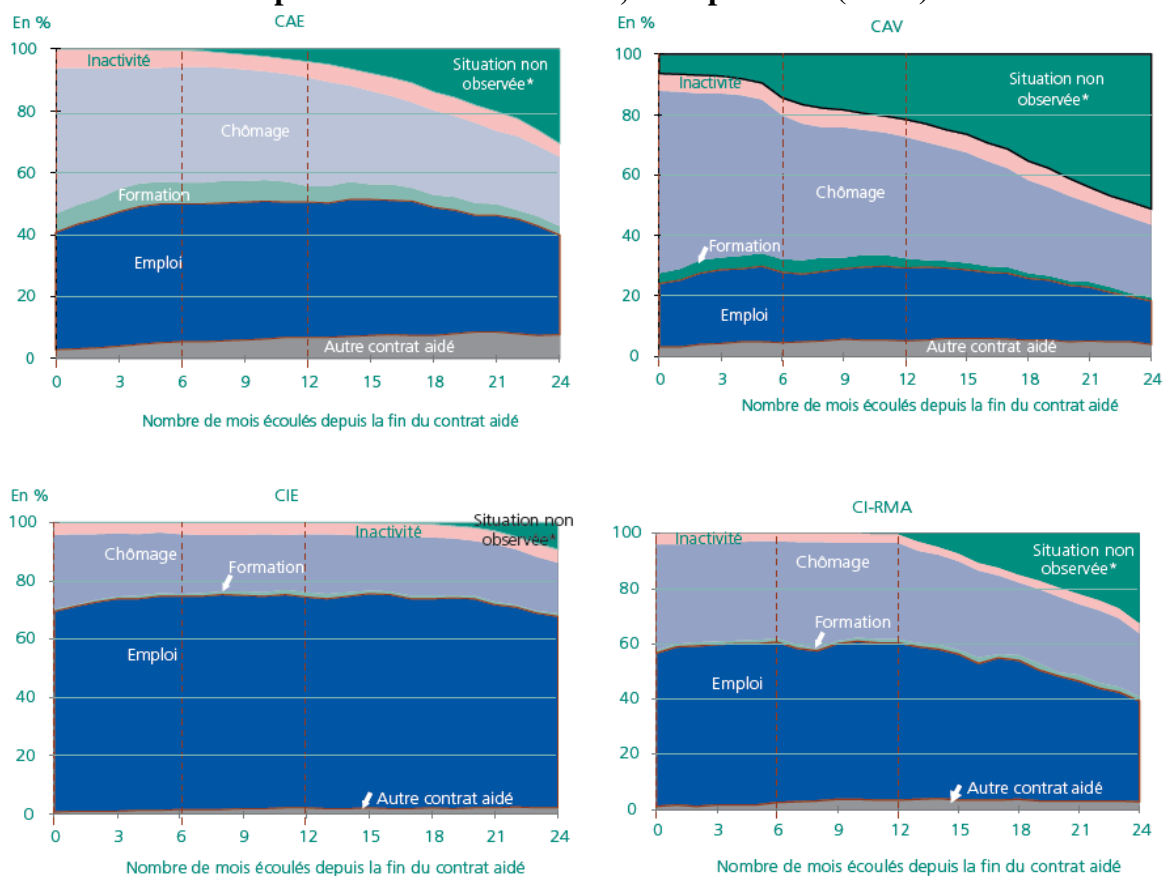 En %
CAE
100
80
60
40
20
0
Inactivité
Situation non
observée*
Chômage
Formation
Emploi
Autre contrat aidé
0 3 6 9 12 15 18 21 24
Nombre de mois écoulés depuis la fin du contrat aidé
En %
CAV
100
80
60
40
20
0
Inactivité
Situation non
observée*
Chômage
Formation
Emploi
Autre contrat aidé
0 3 6 9 12 15 18 21 24
Nombre de mois écoulés depuis la fin du contrat aidé
En %
CIE
100
80
60
40
20
0
Situation non
observée*
Inactivité
Chômage
Formation
Emploi
Autre contrat aidé
0 3 6 9 12 15 18 21 24
Nombre de mois écoulés depuis la fin du contrat aidé
CI-RMA
100
80
60
40
20
0
Inactivité
Situation non
observée*
Chômage
Formation
Emploi
Autre contrat aidé
0 3 6 9 12 15 18 21 24
Nombre de mois écoulés depuis la fin du contrat aidé